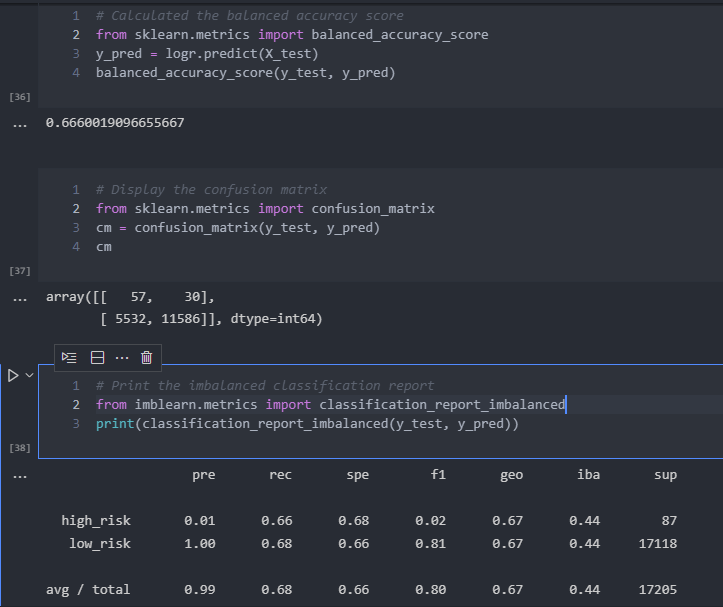 1 # Calculated the balanced accuracy score
2 from sklearn.metrics import balanced_accuracy_score
3 y_pred = logr.predict(X_test)
4 balanced_accuracy_score(y_test, y_pred)
[36]
... 0.6660019096655667
1 # Display the confusion matrix
2 from sklearn.metrics import confusion_matrix
3 cm = confusion_matrix(y_test, y_pred)
4 cm
[37]
... array([[   57,    30],
       [ 5532, 11586]], dtype=int64)
1 # Print the imbalanced classification report
2 from imblearn.metrics import classification_report_imbalanced
3 print(classification_report_imbalanced(y_test, y_pred))
[38]
... pre rec spe f1 geo iba sup
high_risk 0.01 0.66 0.68 0.02 0.67 0.44 87
low_risk 1.00 0.68 0.66 0.81 0.67 0.44 17118
avg / total 0.99 0.68 0.66 0.80 0.67 0.44 17205